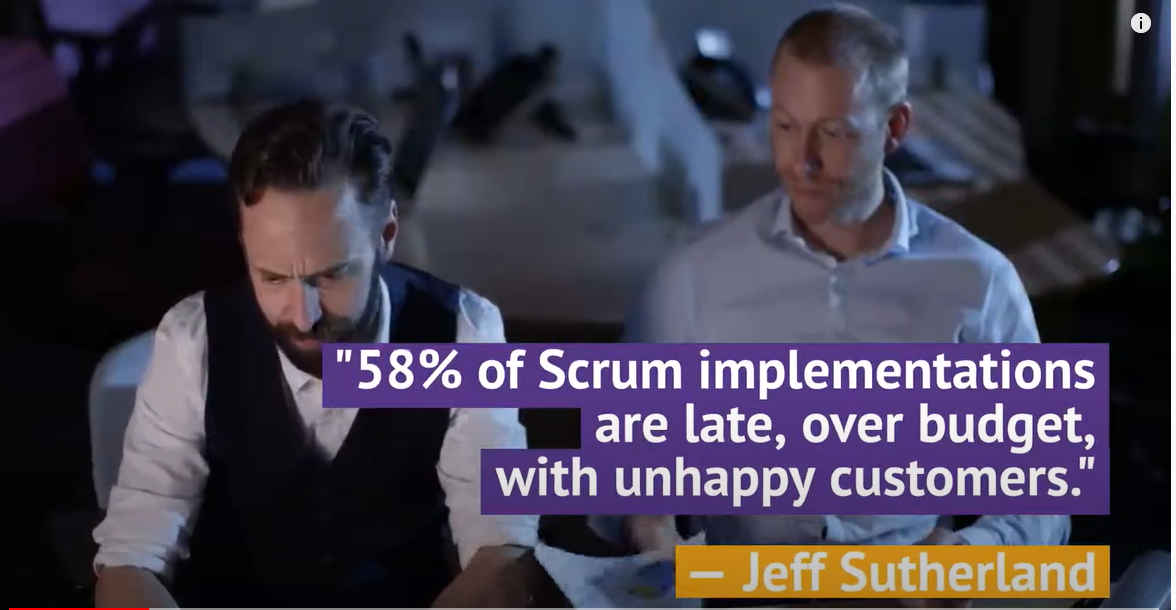 "58% of Scrum implementations
are late, over budget,
with unhappy customers."
– Jeff Sutherland